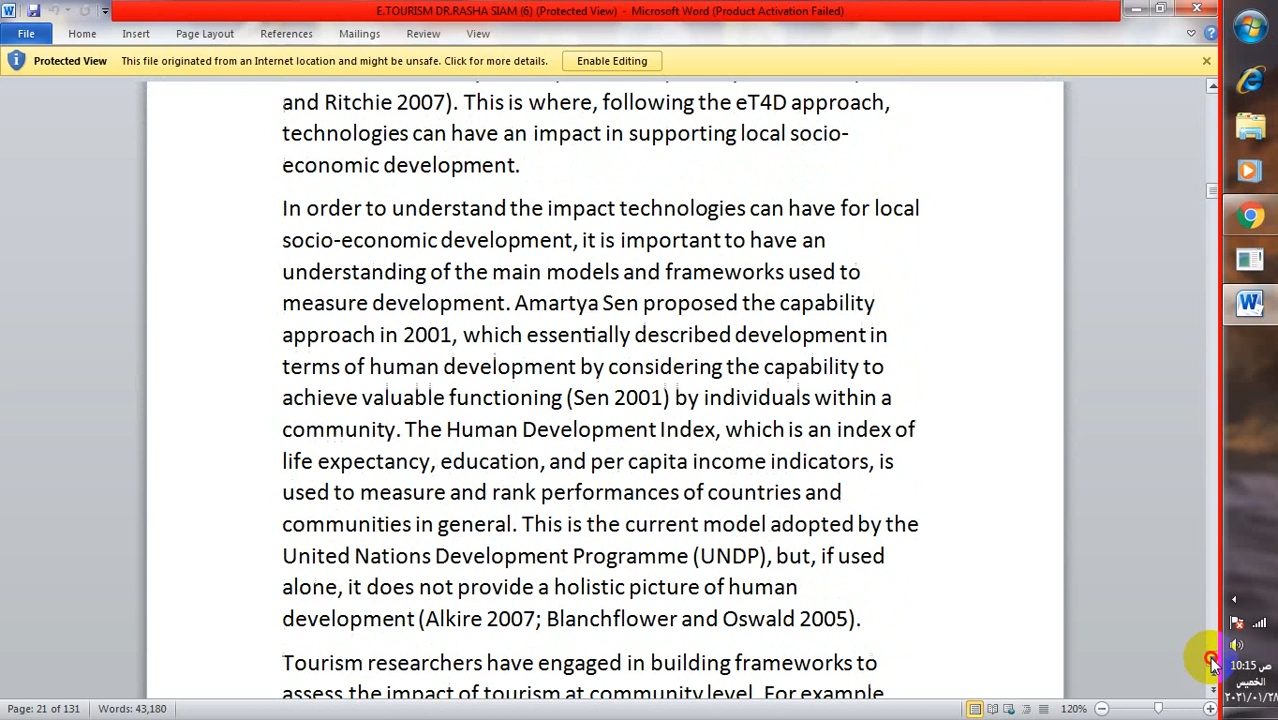 E.TOURISM DR.RASHA SIAM (6) (Protected View) - Microsoft Word (Product Activation Failed)
File Home Insert Page Layout References Mailings Review View
Protected View This file originated from an Internet location and might be unsafe. Click for more details. Enable Editing
and Ritchie 2007). This is where, following the eT4D approach,
technologies can have an impact in supporting local socio-
economic development.
In order to understand the impact technologies can have for local
socio-economic development, it is important to have an
understanding of the main models and frameworks used to
measure development. Amartya Sen proposed the capability
approach in 2001, which essentially described development in
terms of human development by considering the capability to
achieve valuable functioning (Sen 2001) by individuals within a
community. The Human Development Index, which is an index of
life expectancy, education, and per capita income indicators, is
used to measure and rank performances of countries and
communities in general. This is the current model adopted by the
United Nations Development Programme (UNDP), but, if used
alone, it does not provide a holistic picture of human
development (Alkire 2007; Blanchflower and Oswald 2005).
Tourism researchers have engaged in building frameworks to
assess the impact of tourism at community level. For example
Page: 21 of 131 Words: 43,180 120%
10:15 ص
الخميس
٢٠٢١/٠١/٢٨